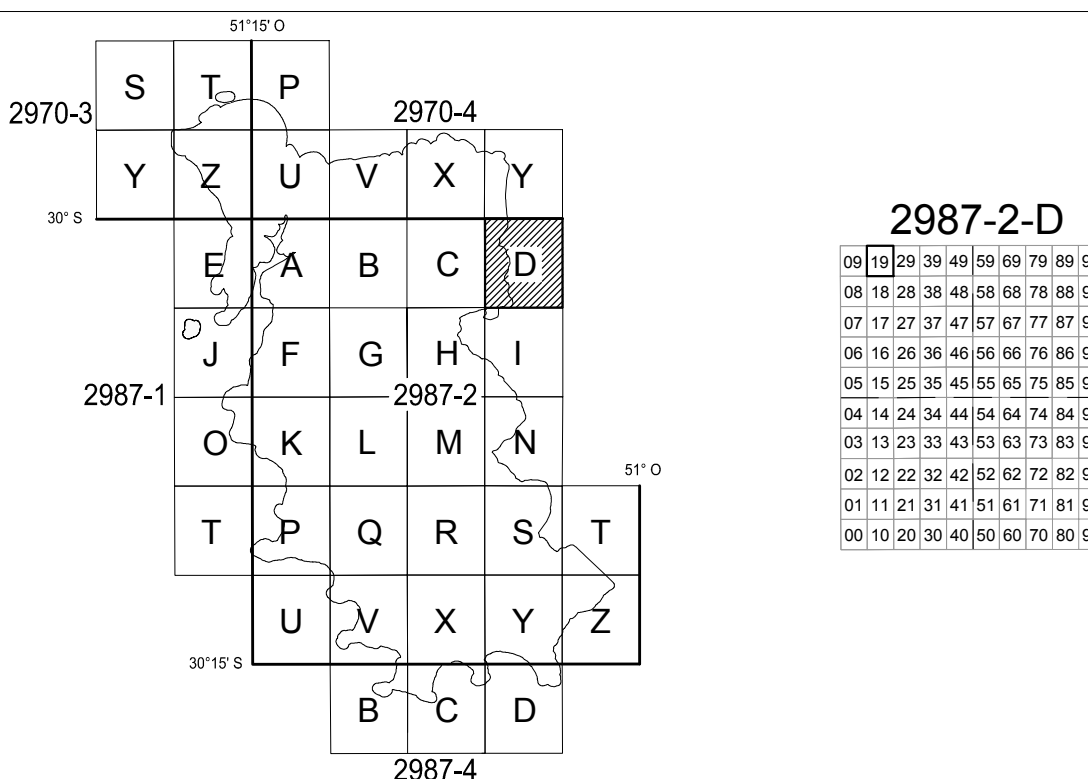 51°15' O
S T P
2970-3
2970-4
Y Z U V X Y
30° S
E A B C D
J F G H I
2987-1
2987-2
O K L M N
51° O
T P Q R S T
U V X Y Z
30°15' S
B C D
2987-4
2987-2-D
09 19 29 39 49 59 69 79 89
08 18 28 38 48 58 68 78 88
07 17 27 37 47 57 67 77 87
06 16 26 36 46 56 66 76 86
05 15 25 35 45 55 65 75 85
04 14 24 34 44 54 64 74 84
03 13 23 33 43 53 63 73 83
02 12 22 32 42 52 62 72 82
01 11 21 31 41 51 61 71 81
00 10 20 30 40 50 60 70 80